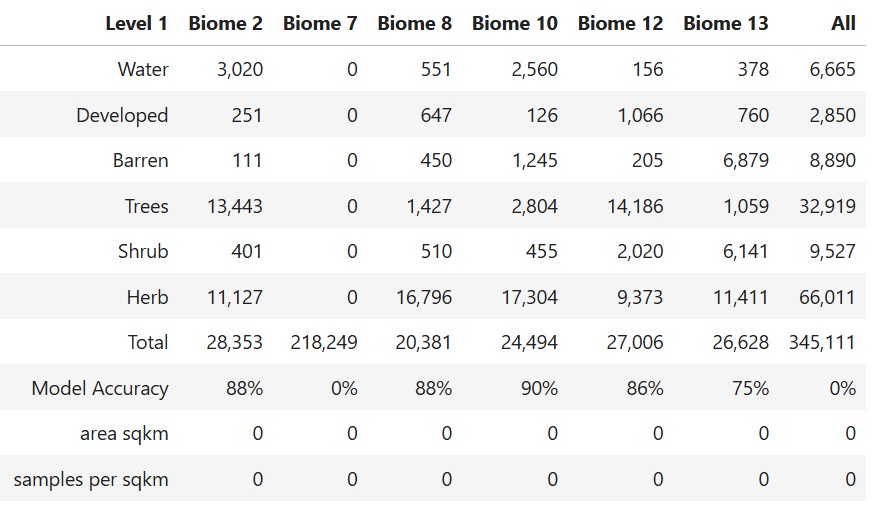 Level 1 Biome 2 Biome 7 Biome 8 Biome 10 Biome 12 Biome 13 All
Water 3,020 0 551 2,560 156 378 6,665
Developed 251 0 647 126 1,066 760 2,850
Barren 111 0 450 1,245 205 6,879 8,890
Trees 13,443 0 1,427 2,804 14,186 1,059 32,919
Shrub 401 0 510 455 2,020 6,141 9,527
Herb 11,127 0 16,796 17,304 9,373 11,411 66,011
Total 28,353 218,249 20,381 24,494 27,006 26,628 345,111
Model Accuracy 88% 0% 88% 90% 86% 75% 0%
area sqkm 0 0 0 0 0 0 0
samples per sqkm 0 0 0 0 0 0 0